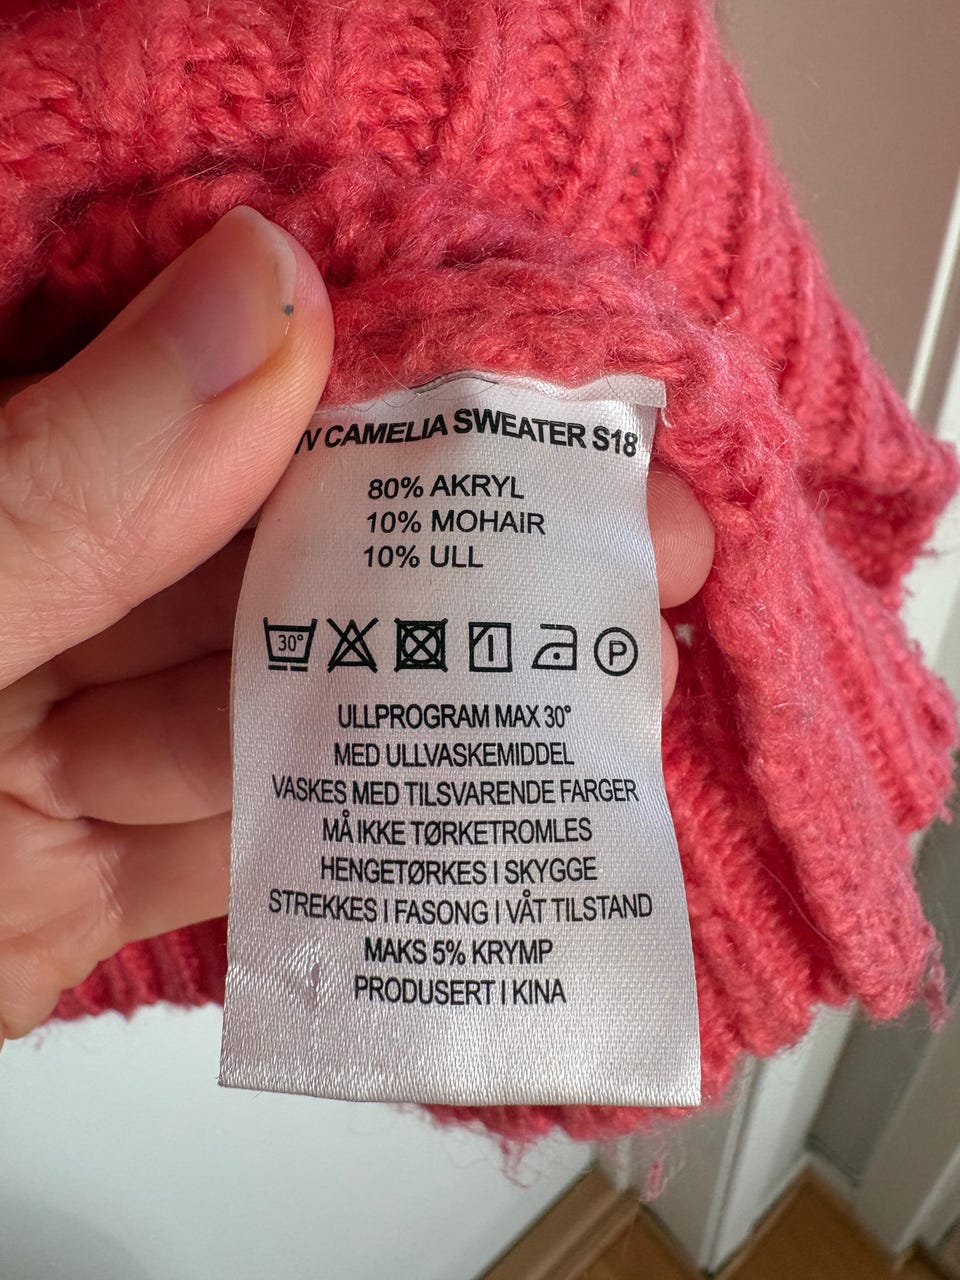 CAMELIA SWEATER S18
80% AKRYL
10% MOHAIR
10% ULL
30°
P
ULLPROGRAM MAX 30°
MED ULLVASKEMIDDEL
VASKES MED TILSVARENDE FARGER
MÅ IKKE TØRKETROMLES
HENGETØRKES I SKYGGE
STREKKES I FASONG I VÅT TILSTAND
MAKS 5% KRYMP
PRODUSERT I KINA